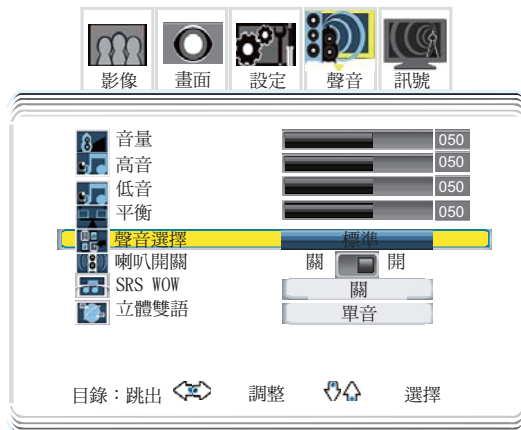 影像 畫面 設定 聲音 訊號
音量 050
高音 050
低音 050
平衡 050
聲音選擇 標準
喇叭開關 關 開
SRS WOW 關
立體雙語 單音
目錄：跳出 調整 選擇